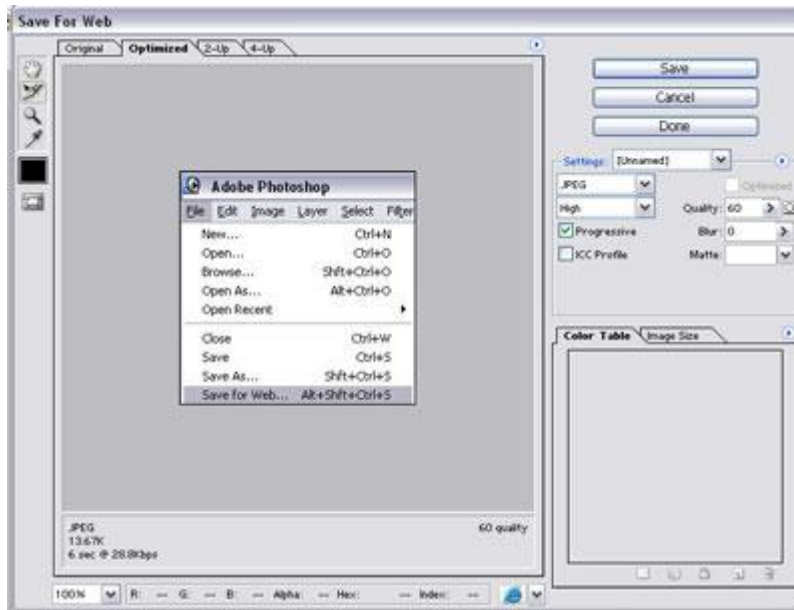 Save For Web
Original Optimized 2-Up 4-Up
Save
Cancel
Done
Settings: [Unnamed]
JPEG Optimized
High Quality: 60
Progressive Blur: 0
ICC Profile Matte:
Adobe Photoshop
File Edit Image Layer Select Filter
New... Ctrl+N
Open... Ctrl+O
Browse... Shft+Ctrl+O
Open As... Alt+Ctrl+O
Open Recent
Close Ctrl+W
Save Ctrl+S
Save As... Shft+Ctrl+S
Save for Web... Alt+Shft+Ctrl+S
Color Table Image Size
JPEG 60 quality
13.67K
6 sec @ 28.8Kbps
100% R: -- G: -- B: -- Alpha: -- Hex: -- Index: --